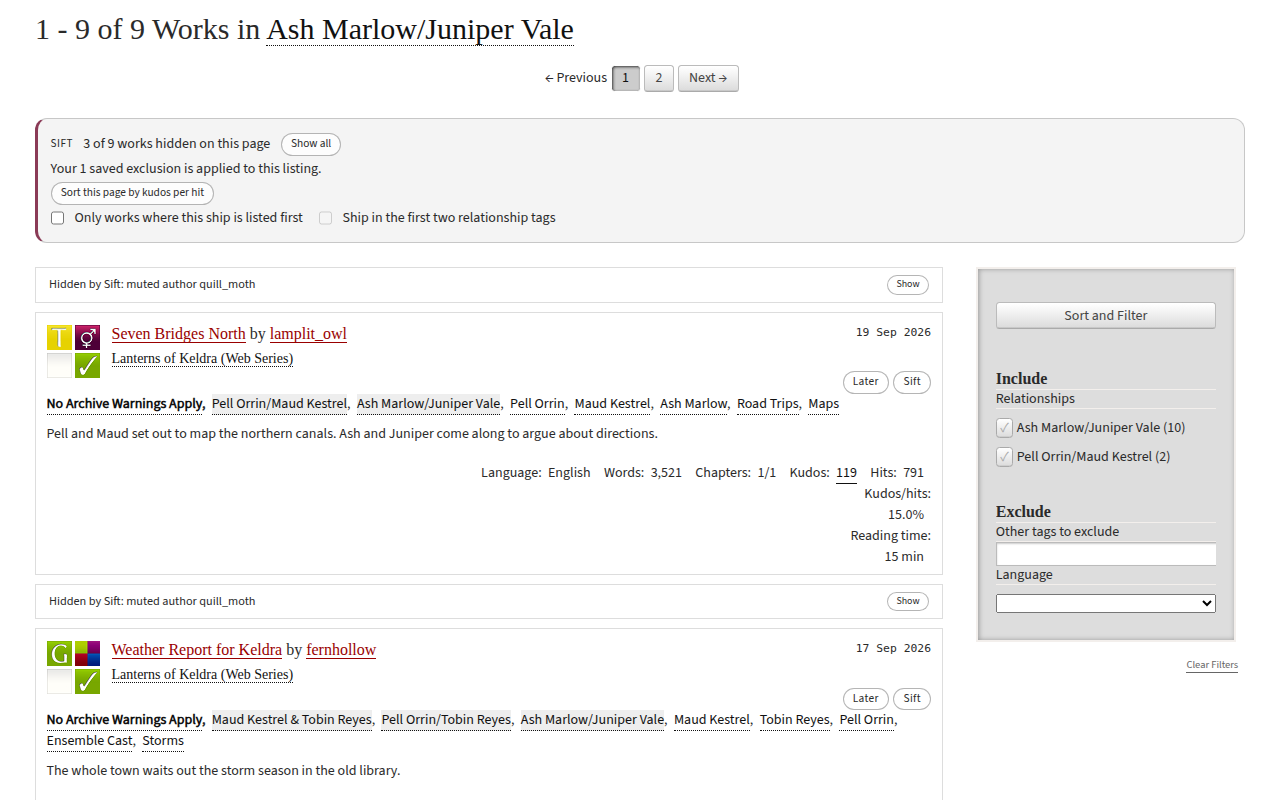 1 - 9 of 9 Works in Ash Marlow/Juniper Vale
← Previous 1 2 Next →
SIFT 3 of 9 works hidden on this page Show all
Your 1 saved exclusion is applied to this listing.
Sort this page by kudos per hit
Only works where this ship is listed first Ship in the first two relationship tags
Hidden by Sift: muted author quill_moth Show
T Seven Bridges North by lamplit_owl 19 Sep 2026
Lanterns of Keldra (Web Series)
Later Sift
No Archive Warnings Apply, Pell Orrin/Maud Kestrel, Ash Marlow/Juniper Vale, Pell Orrin, Maud Kestrel, Ash Marlow, Road Trips, Maps
Pell and Maud set out to map the northern canals. Ash and Juniper come along to argue about directions.
Language: English Words: 3,521 Chapters: 1/1 Kudos: 119 Hits: 791
Kudos/hits:
15.0%
Reading time:
15 min
Hidden by Sift: muted author quill_moth Show
G Weather Report for Keldra by fernhollow 17 Sep 2026
Lanterns of Keldra (Web Series)
Later Sift
No Archive Warnings Apply, Maud Kestrel & Tobin Reyes, Pell Orrin/Tobin Reyes, Ash Marlow/Juniper Vale, Maud Kestrel, Tobin Reyes, Pell Orrin,
Ensemble Cast, Storms
The whole town waits out the storm season in the old library.
Sort and Filter
Include
Relationships
Ash Marlow/Juniper Vale (10)
Pell Orrin/Maud Kestrel (2)
Exclude
Other tags to exclude
Language
Clear Filters